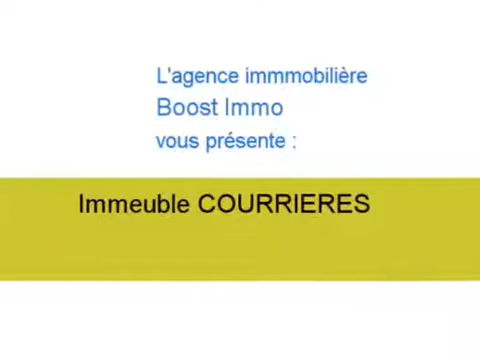 L'agence immmobilière
Boost Immo
vous présente :
Immeuble COURRIERES